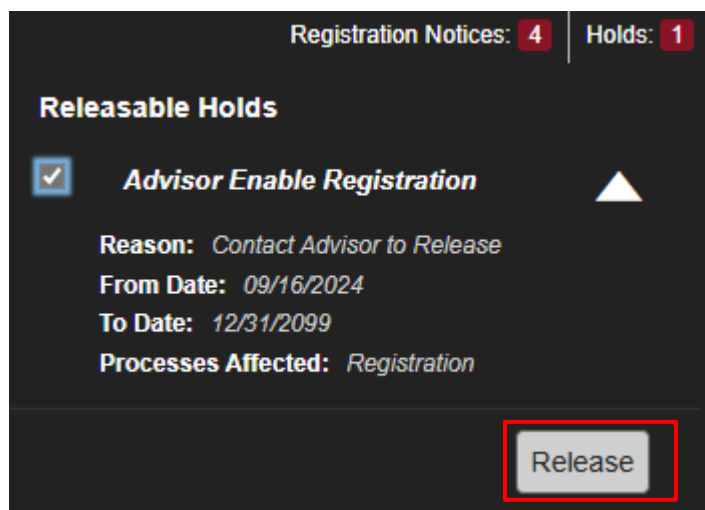 Registration Notices: 4 Holds: 1
Releasable Holds
Advisor Enable Registration
Reason: Contact Advisor to Release
From Date: 09/16/2024
To Date: 12/31/2099
Processes Affected: Registration
Release